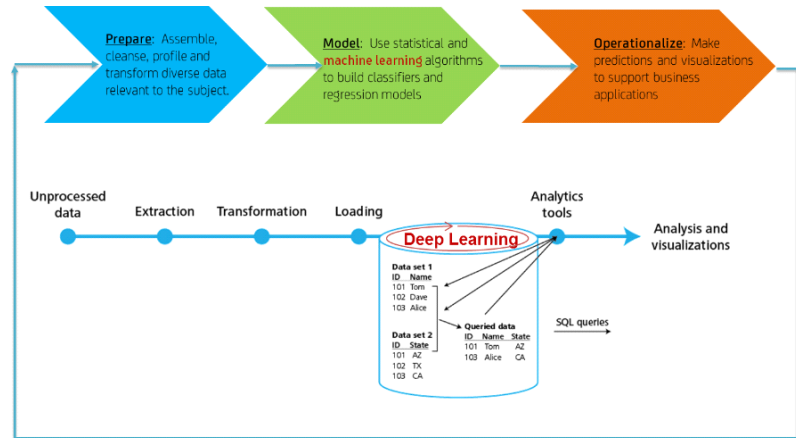 Prepare: Assemble,
cleanse, profile and
transform diverse data
relevant to the subject.
Model: Use statistical and
machine learning algorithms
to build classifiers and
regression models
Operationalize: Make
predictions and visualizations
to support business
applications
Unprocessed
data
Extraction
Transformation
Loading
Deep Learning
Analytics
tools
Analysis and
visualizations
Data set 1
ID Name
101 Tom
102 Dave
103 Alice
Data set 2
ID State
101 AZ
102 TX
103 CA
Queried data
ID Name State
101 Tom AZ
103 Alice CA
SQL queries